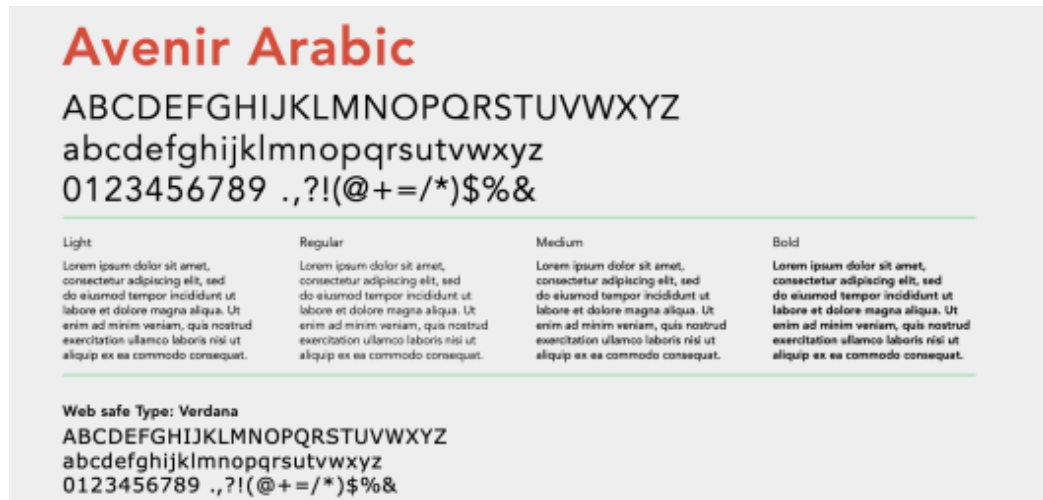 Avenir Arabic
ABCDEFGHIJKLMNOPQRSTUVWXYZ
abcdefghijklmnopqrsutvwxyz
0123456789 .,?!(@+=/*)$%&
Light
Lorem ipsum dolor sit amet,
consectetur adipiscing elit, sed
do eiusmod tempor incididunt ut
labore et dolore magna aliqua. Ut
enim ad minim veniam, quis nostrud
exercitation ullamco laboris nisi ut
aliquip ex ea commodo consequat.
Regular
Lorem ipsum dolor sit amet,
consectetur adipiscing elit, sed
do eiusmod tempor incididunt ut
labore et dolore magna aliqua. Ut
enim ad minim veniam, quis nostrud
exercitation ullamco laboris nisi ut
aliquip ex ea commodo consequat.
Medium
Lorem ipsum dolor sit amet,
consectetur adipiscing elit, sed
do eiusmod tempor incididunt ut
labore et dolore magna aliqua. Ut
enim ad minim veniam, quis nostrud
exercitation ullamco laboris nisi ut
aliquip ex ea commodo consequat.
Bold
Lorem ipsum dolor sit amet,
consectetur adipiscing elit, sed
do eiusmod tempor incididunt ut
labore et dolore magna aliqua. Ut
enim ad minim veniam, quis nostrud
exercitation ullamco laboris nisi ut
aliquip ex ea commodo consequat.
Web safe Type: Verdana
ABCDEFGHIJKLMNOPQRSTUVWXYZ
abcdefghijklmnopqrsutvwxyz
0123456789 .,?!(@+=/*)$%&